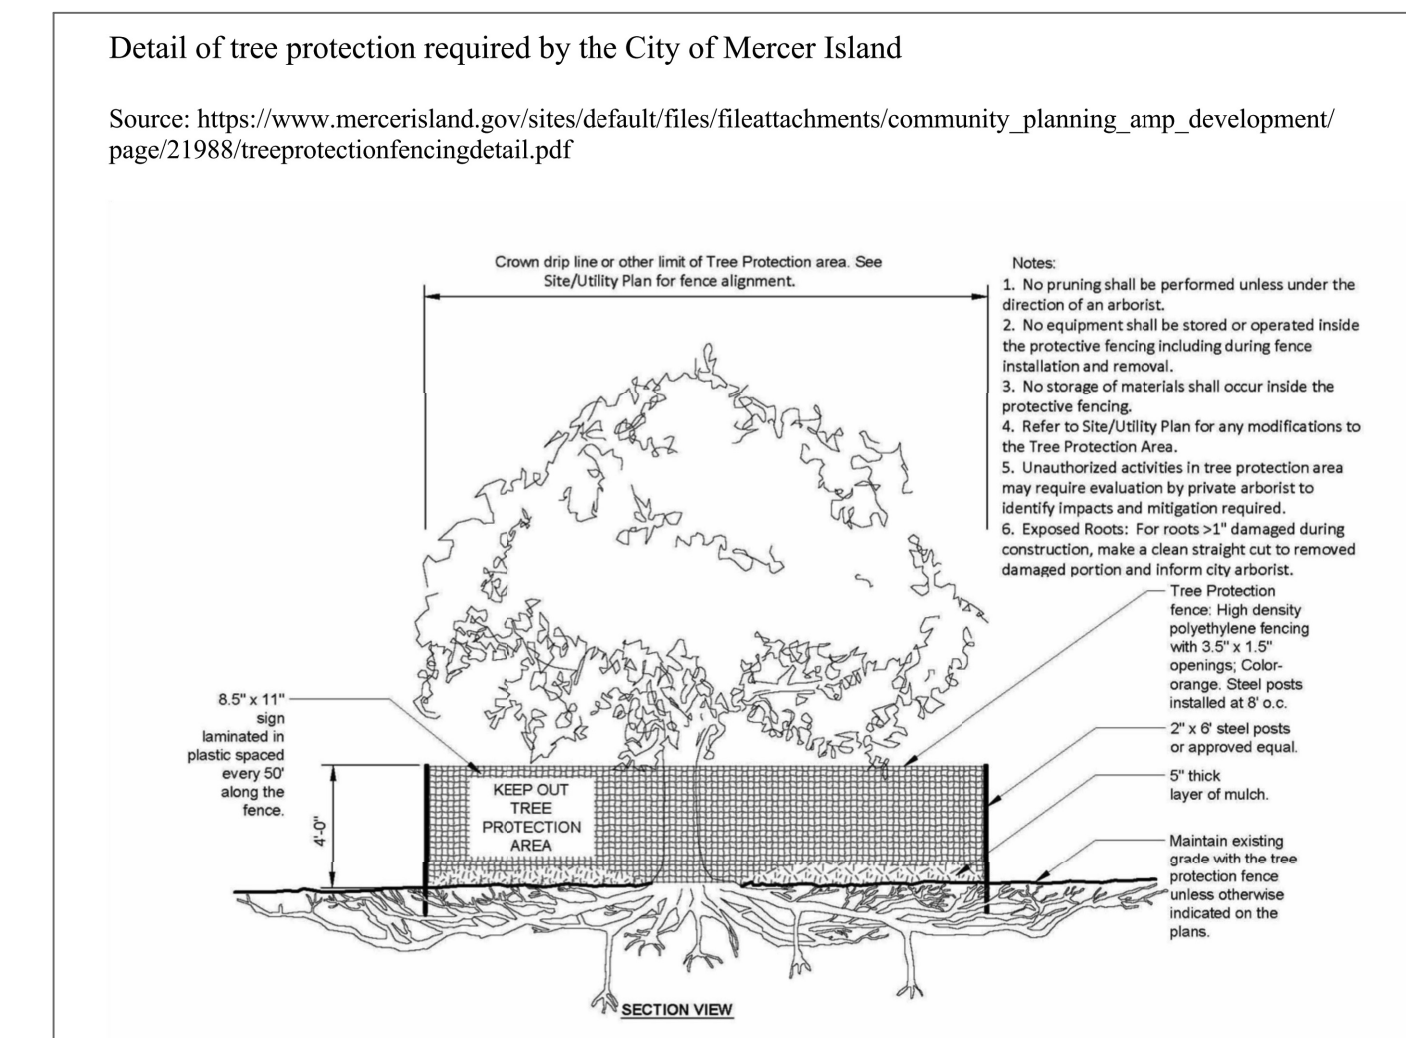 Detail of tree protection required by the City of Mercer Island
Source: https://www.mercerisland.gov/sites/default/files/fileattachments/community_planning_amp_development/
page/21988/treeprotectionfencingdetail.pdf
Crown drip line or other limit of Tree Protection area. See
Site/Utility Plan for fence alignment.
Notes:
1. No pruning shall be performed unless under the
direction of an arborist.
2. No equipment shall be stored or operated inside
the protective fencing including during fence
installation and removal.
3. No storage of materials shall occur inside the
protective fencing.
4. Refer to Site/Utility Plan for any modifications to
the Tree Protection Area.
5. Unauthorized activities in tree protection area
may require evaluation by private arborist to
identify impacts and mitigation required.
6. Exposed Roots: For roots >1" damaged during
construction, make a clean straight cut to removed
damaged portion and inform city arborist.
Tree Protection
fence: High density
polyethylene fencing
with 3.5" x 1.5"
openings; Color-
orange. Steel posts
installed at 8' o.c.
2" x 6' steel posts
or approved equal.
5" thick
layer of mulch.
Maintain existing
grade with the tree
protection fence
unless otherwise
indicated on the
plans.
8.5" x 11"
sign
laminated in
plastic spaced
every 50'
along the
fence.
4'-0"
KEEP OUT
TREE
PROTECTION
AREA
SECTION VIEW